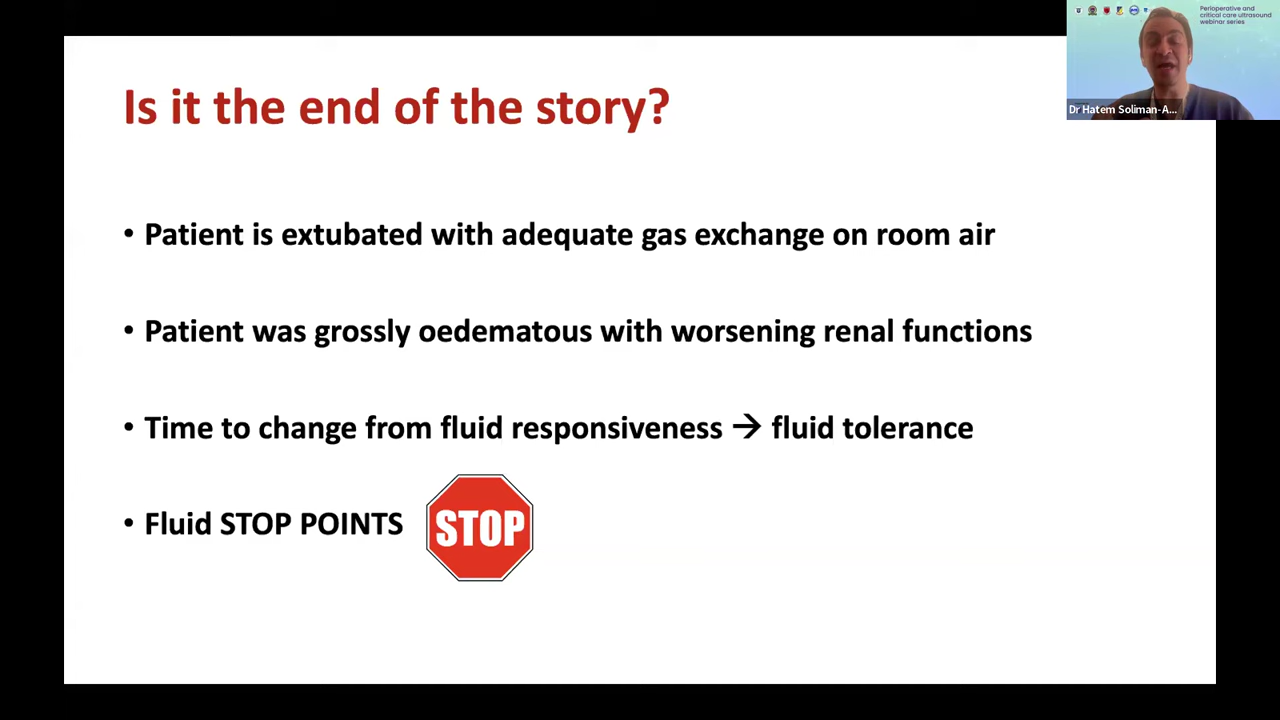 Perioperative and
critical care ultrasound
webinar series
Dr Hatem Soliman-A...
Is it the end of the story?
• Patient is extubated with adequate gas exchange on room air
• Patient was grossly oedematous with worsening renal functions
• Time to change from fluid responsiveness → fluid tolerance
• Fluid STOP POINTS
STOP